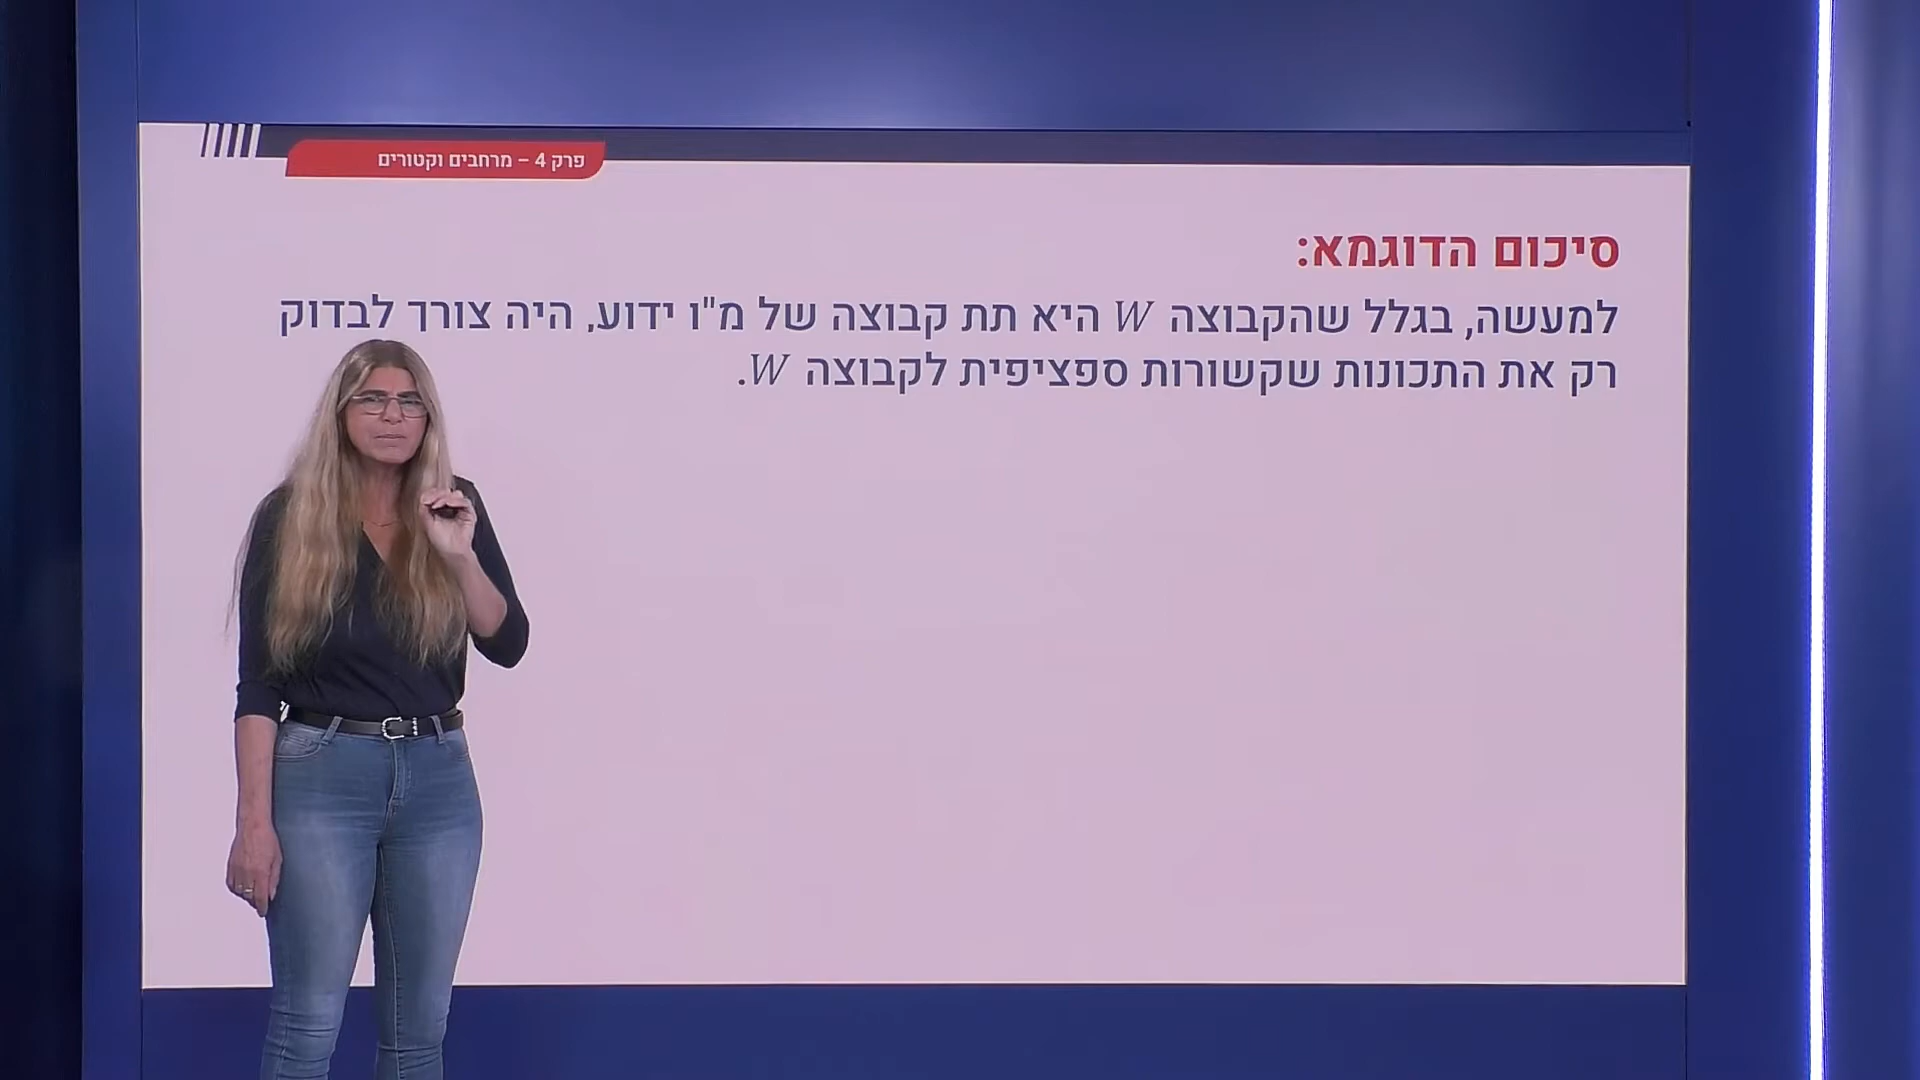 פרק 4 – מרחבים וקטורים
סיכום הדוגמא:
למעשה, בגלל שהקבוצה W היא תת קבוצה של מ"ו ידוע, היה צורך לבדוק
רק את התכונות שקשורות ספציפית לקבוצה W.